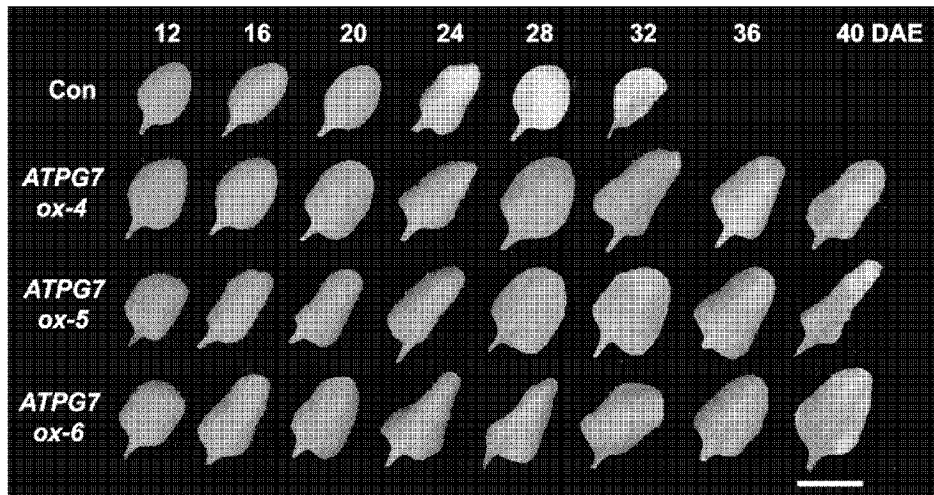 12 16 20 24 28 32 36 40 DAE
Con
ATPG7
ox-4
ATPG7
ox-5
ATPG7
ox-6